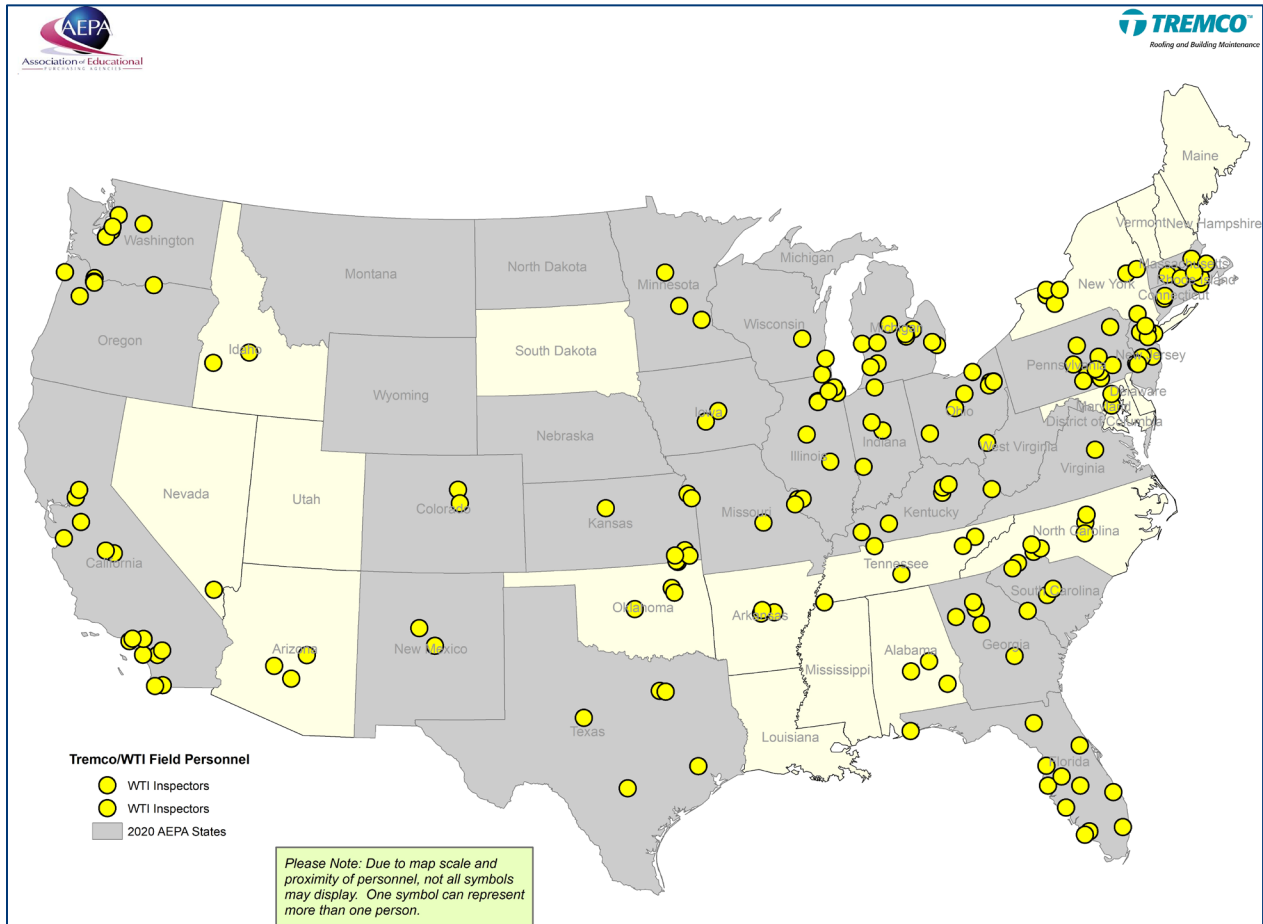 AEPA
Association of Educational
PURCHASING AGENCIES
TREMCO™
Roofing and Building Maintenance
Maine
Vermont
New Hampshire
Washington
Montana
North Dakota
Minnesota
Michigan
Massachusetts
Rhode Island
Connecticut
New York
Oregon
Idaho
South Dakota
Wisconsin
Michigan
Wyoming
Iowa
Pennsylvania
New Jersey
Nebraska
Ohio
Delaware
Maryland
District of Columbia
Nevada
Utah
Colorado
Kansas
Illinois
Indiana
West Virginia
Virginia
Missouri
Kentucky
California
North Carolina
Tennessee
Oklahoma
Arkansas
South Carolina
Arizona
New Mexico
Alabama
Georgia
Mississippi
Texas
Louisiana
Florida
Tremco/WTI Field Personnel
WTI Inspectors
WTI Inspectors
2020 AEPA States
Please Note: Due to map scale and
proximity of personnel, not all symbols
may display. One symbol can represent
more than one person.